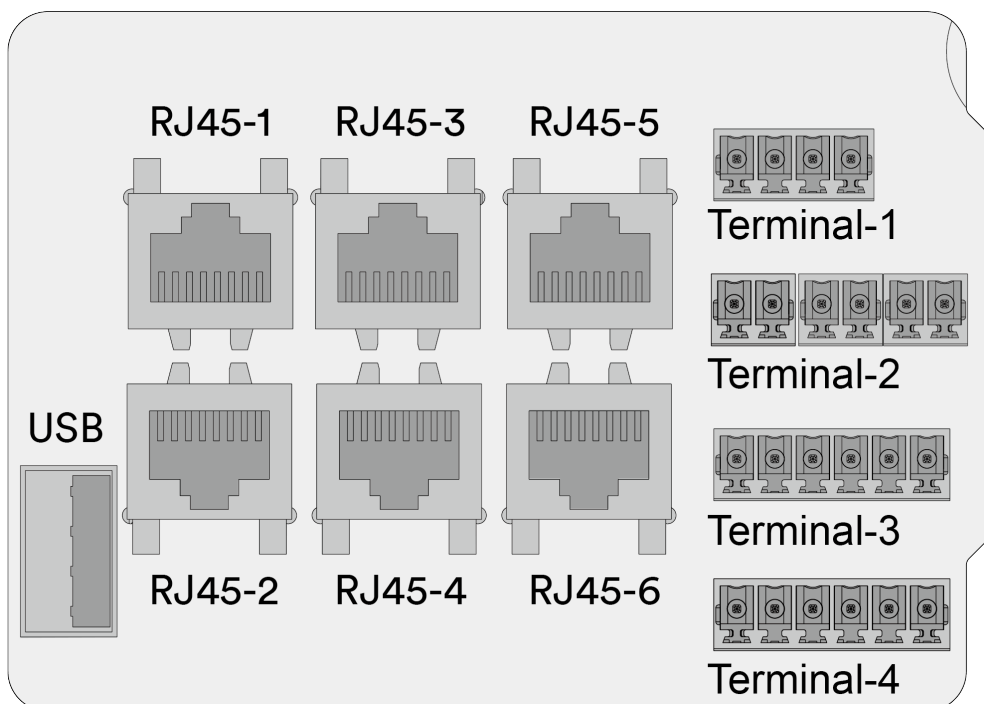 RJ45-1 RJ45-3 RJ45-5
Terminal-1
Terminal-2
USB
Terminal-3
RJ45-2 RJ45-4 RJ45-6
Terminal-4